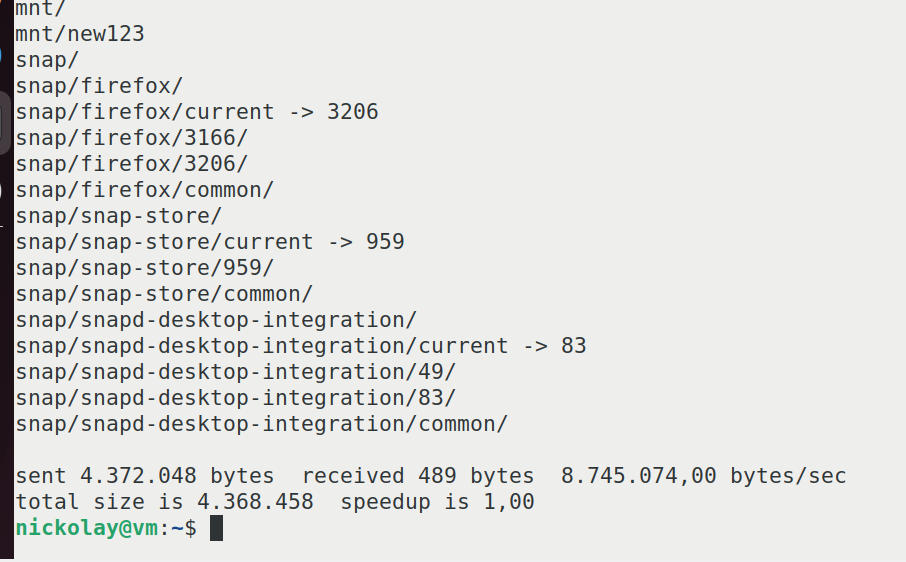 mnt/
mnt/new123
snap/
snap/firefox/
snap/firefox/current -> 3206
snap/firefox/3166/
snap/firefox/3206/
snap/firefox/common/
snap/snap-store/
snap/snap-store/current -> 959
snap/snap-store/959/
snap/snap-store/common/
snap/snapd-desktop-integration/
snap/snapd-desktop-integration/current -> 83
snap/snapd-desktop-integration/49/
snap/snapd-desktop-integration/83/
snap/snapd-desktop-integration/common/

sent 4.372.048 bytes  received 489 bytes  8.745.074,00 bytes/sec
total size is 4.368.458  speedup is 1,00
nickolay@vm:~$